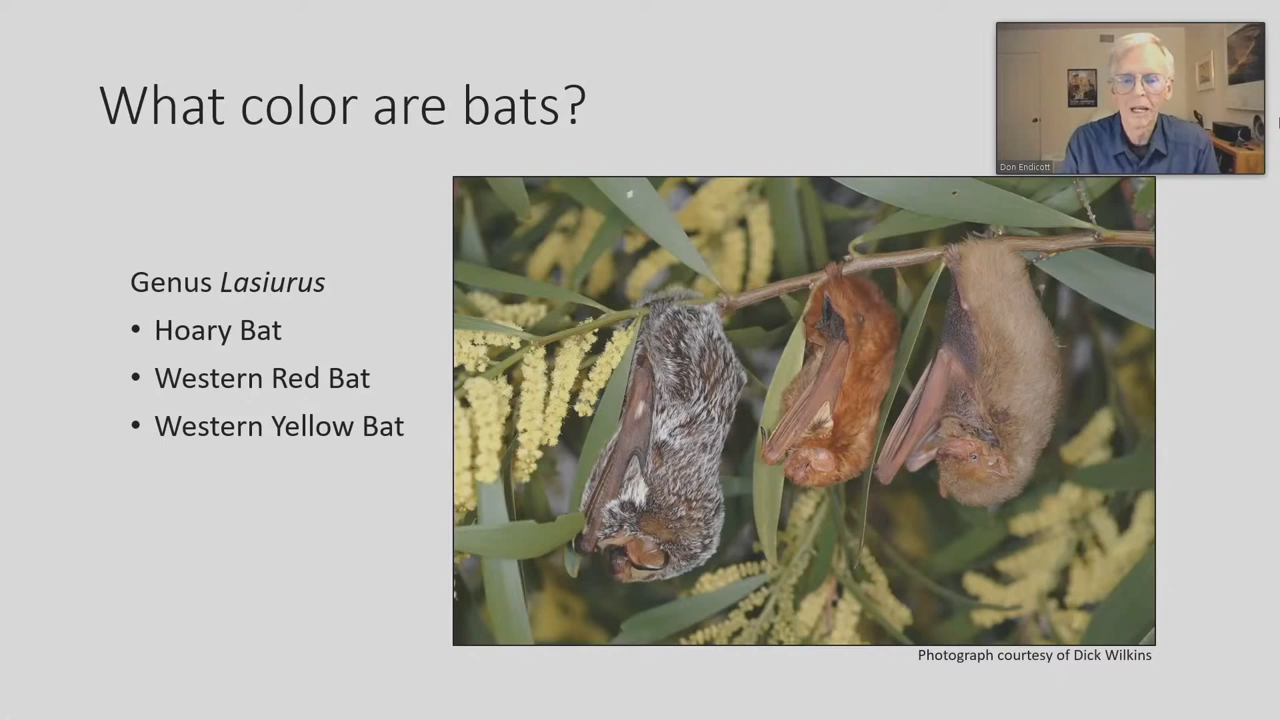 What color are bats?
Don Endicott
Genus Lasiurus
• Hoary Bat
• Western Red Bat
• Western Yellow Bat
Photograph courtesy of Dick Wilkins